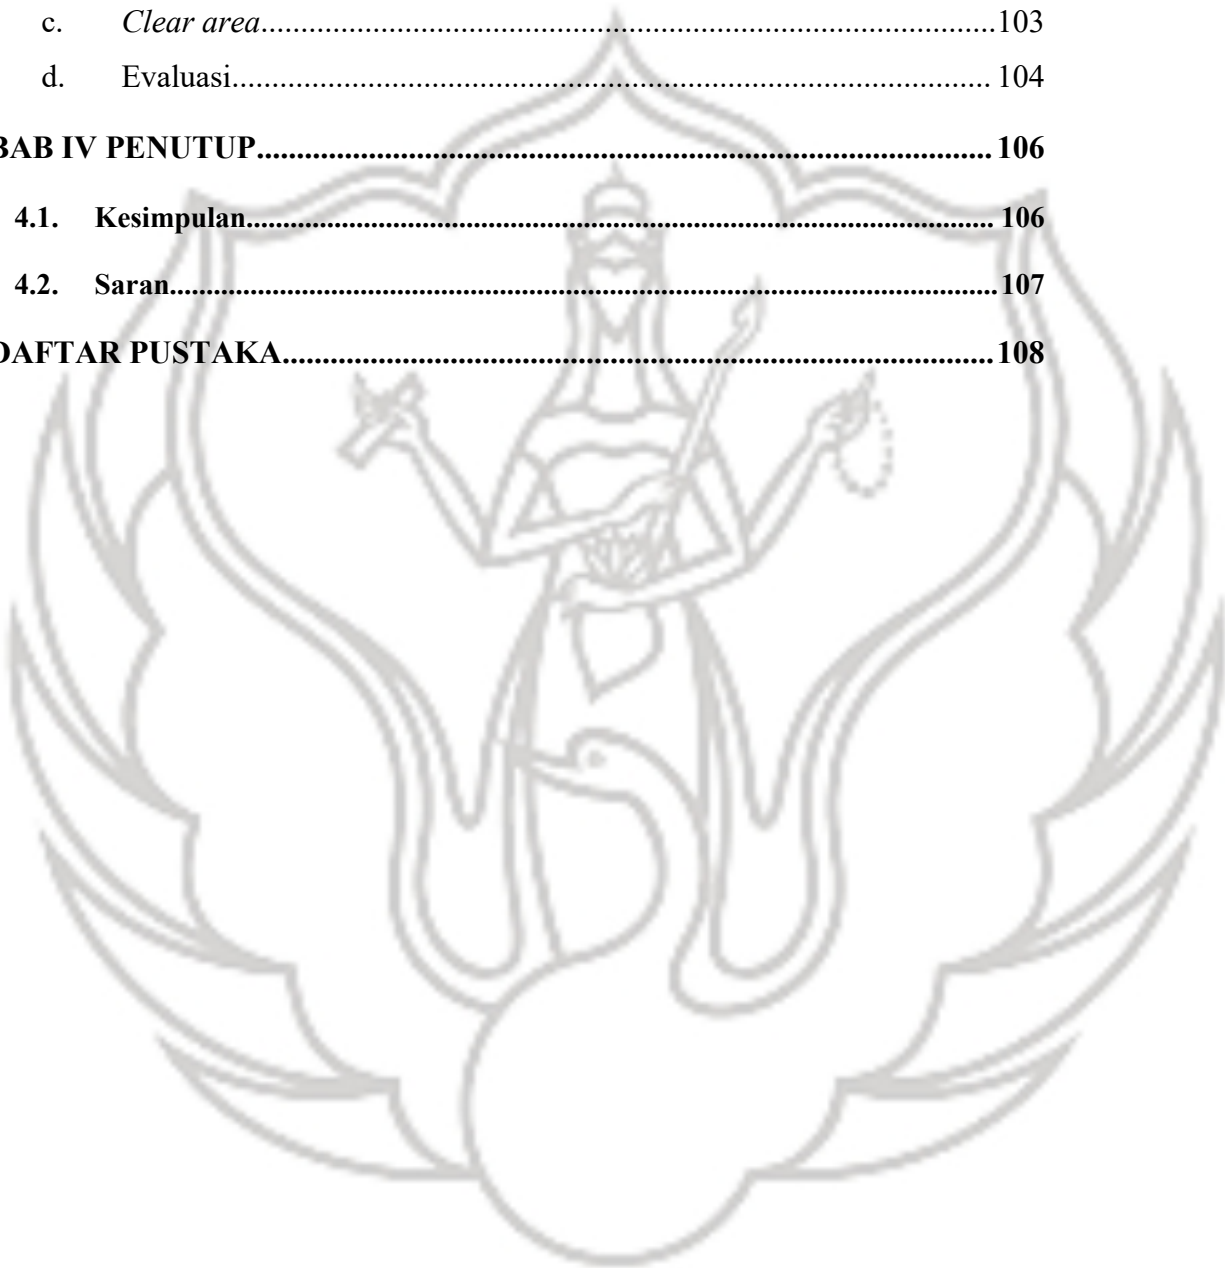 c. Clear area..........................................................................................103
d. Evaluasi............................................................................................. 104
BAB IV PENUTUP............................................................................................. 106
4.1. Kesimpulan............................................................................................. 106
4.2. Saran.......................................................................................................107
DAFTAR PUSTAKA..........................................................................................108